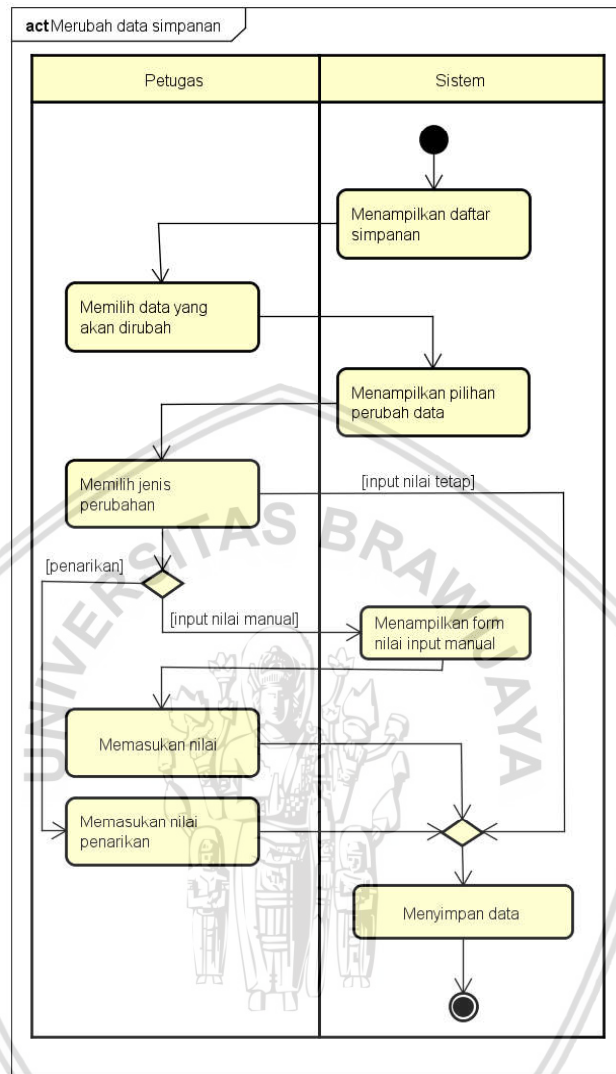 act Merubah data simpanan
Petugas
Sistem
Menampilkan daftar
simpanan
Memilih data yang
akan dirubah
Menampilkan pilihan
perubah data
Memilih jenis
perubahan
[input nilai tetap]
[penarikan]
[input nilai manual]
Menampilkan form
nilai input manual
Memasukan nilai
Memasukan nilai
penarikan
Menyimpan data
UNIVERSITAS BRAWIJAYA